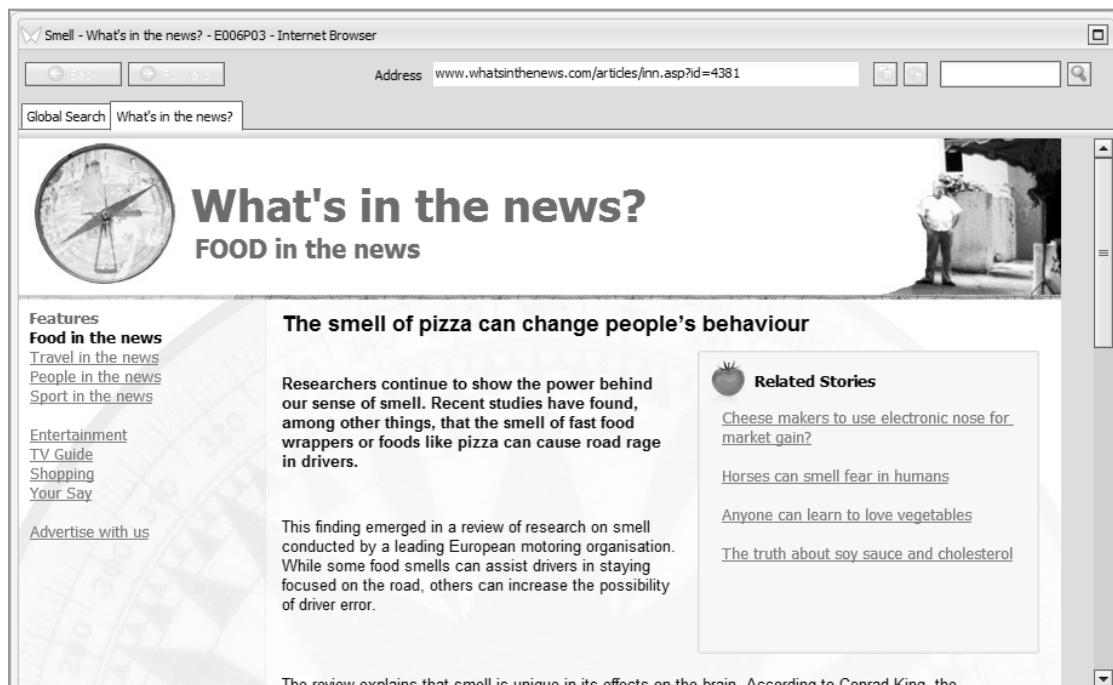 Smell - What's in the news? - E006P03 - Internet Browser
Back Forward Address www.whatsinthenews.com/articles/inn.asp?id=4381
Global Search What's in the news?
What's in the news?
FOOD in the news
Features
Food in the news
Travel in the news
People in the news
Sport in the news
Entertainment
TV Guide
Shopping
Your Say
Advertise with us
The smell of pizza can change people's behaviour
Researchers continue to show the power behind
our sense of smell. Recent studies have found,
among other things, that the smell of fast food
wrappers or foods like pizza can cause road rage
in drivers.
This finding emerged in a review of research on smell
conducted by a leading European motoring organisation.
While some food smells can assist drivers in staying
focused on the road, others can increase the possibility
of driver error.
The review explains that smell is unique in its effects on the brain. According to Conrad King, the
Related Stories
Cheese makers to use electronic nose for
market gain?
Horses can smell fear in humans
Anyone can learn to love vegetables
The truth about soy sauce and cholesterol